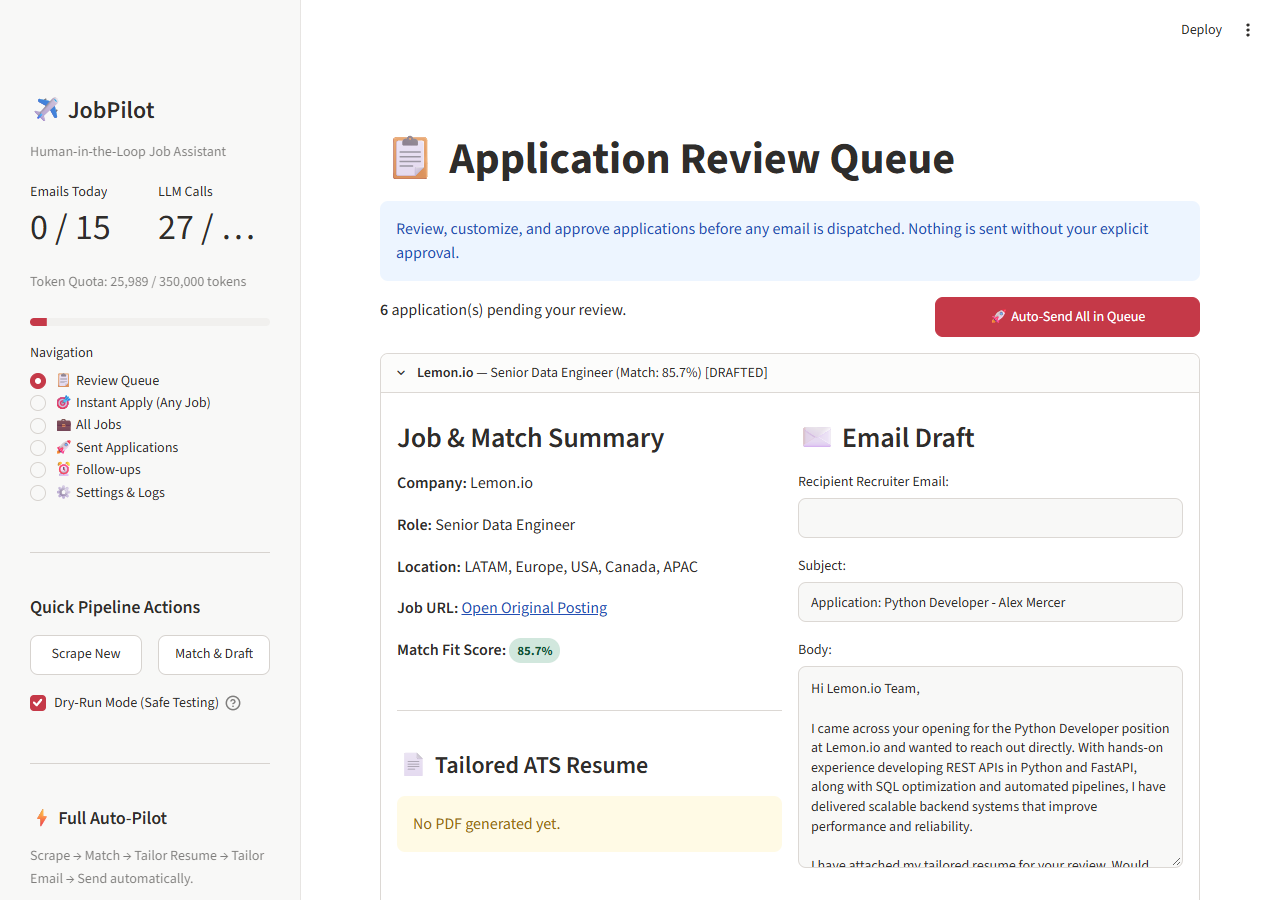 Deploy
JobPilot
Human-in-the-Loop Job Assistant
Emails Today
0 / 15
LLM Calls
27 / ...
Token Quota: 25,989 / 350,000 tokens
Navigation
Review Queue
Instant Apply (Any Job)
All Jobs
Sent Applications
Follow-ups
Settings & Logs
Quick Pipeline Actions
Scrape New
Match & Draft
Dry-Run Mode (Safe Testing)
Full Auto-Pilot
Scrape → Match → Tailor Resume → Tailor
Email → Send automatically.
Application Review Queue
Review, customize, and approve applications before any email is dispatched. Nothing is sent without your explicit
approval.
6 application(s) pending your review.
Auto-Send All in Queue
Lemon.io — Senior Data Engineer (Match: 85.7%) [DRAFTED]
Job & Match Summary
Company: Lemon.io
Role: Senior Data Engineer
Location: LATAM, Europe, USA, Canada, APAC
Job URL: Open Original Posting
Match Fit Score: 85.7%
Tailored ATS Resume
No PDF generated yet.
Email Draft
Recipient Recruiter Email:
Subject:
Application: Python Developer - Alex Mercer
Body:
Hi Lemon.io Team,
I came across your opening for the Python Developer position
at Lemon.io and wanted to reach out directly. With hands-on
experience developing REST APIs in Python and FastAPI,
along with SQL optimization and automated pipelines, I have
delivered scalable backend systems that improve
performance and reliability.
I have attached my tailored resume for your review. Would